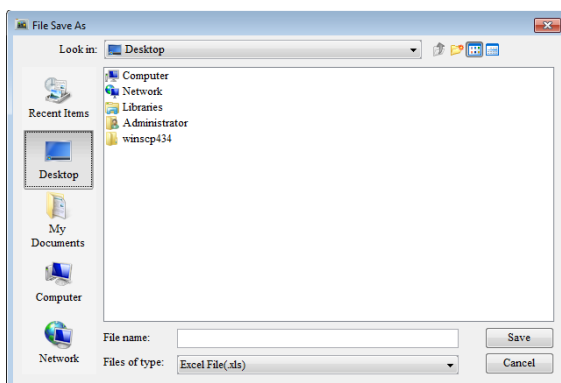 File Save As
Look in:
Desktop
Computer
Network
Libraries
Administrator
winscp434
Recent Items
Desktop
My
Documents
Computer
Network
File name:
Save
Files of type:
Excel File(.xls)
Cancel